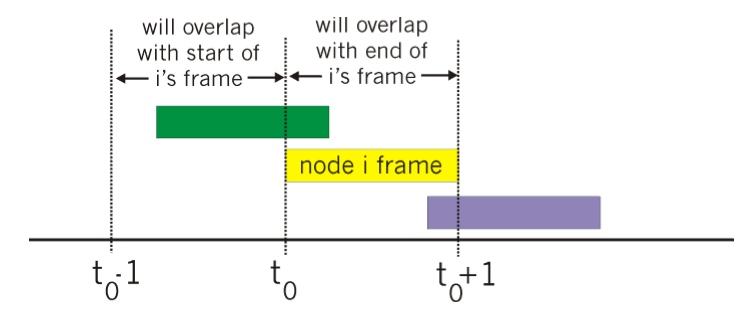 will overlap
with start of
i's frame
will overlap
with end of
i's frame
node i frame
t0-1
t0
t0+1